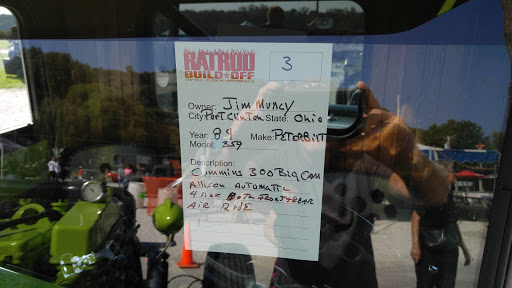 RATROD
BUILD★OFF
3
Owner: Jim Muncy
City: Port Clinton State: Ohio
Year: 84 Make: PETERBILT
Model: 359
Description:
Cummins 300 Big Cam
Allison Automatic
4 Link Both Front & Rear
Air Ride